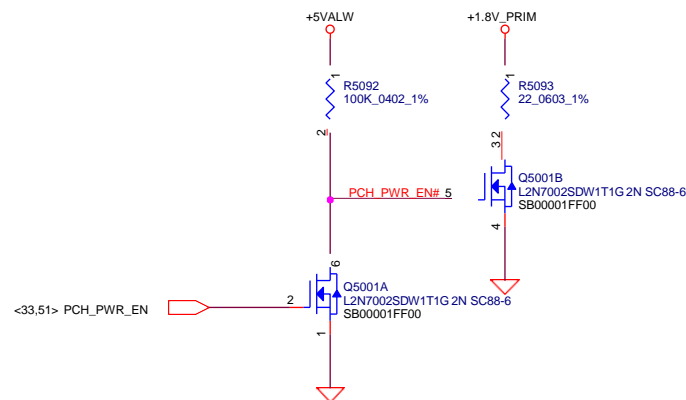 +5VALW
+1.8V_PRIM
1
R5092
100K_0402_1%
2
1
R5093
22_0603_1%
3 2
PCH_PWR_EN# 5
Q5001B
L2N7002SDW1T1G 2N SC88-6
SB00001FF00
4
6
Q5001A
L2N7002SDW1T1G 2N SC88-6
SB00001FF00
<33,51> PCH_PWR_EN
2
1